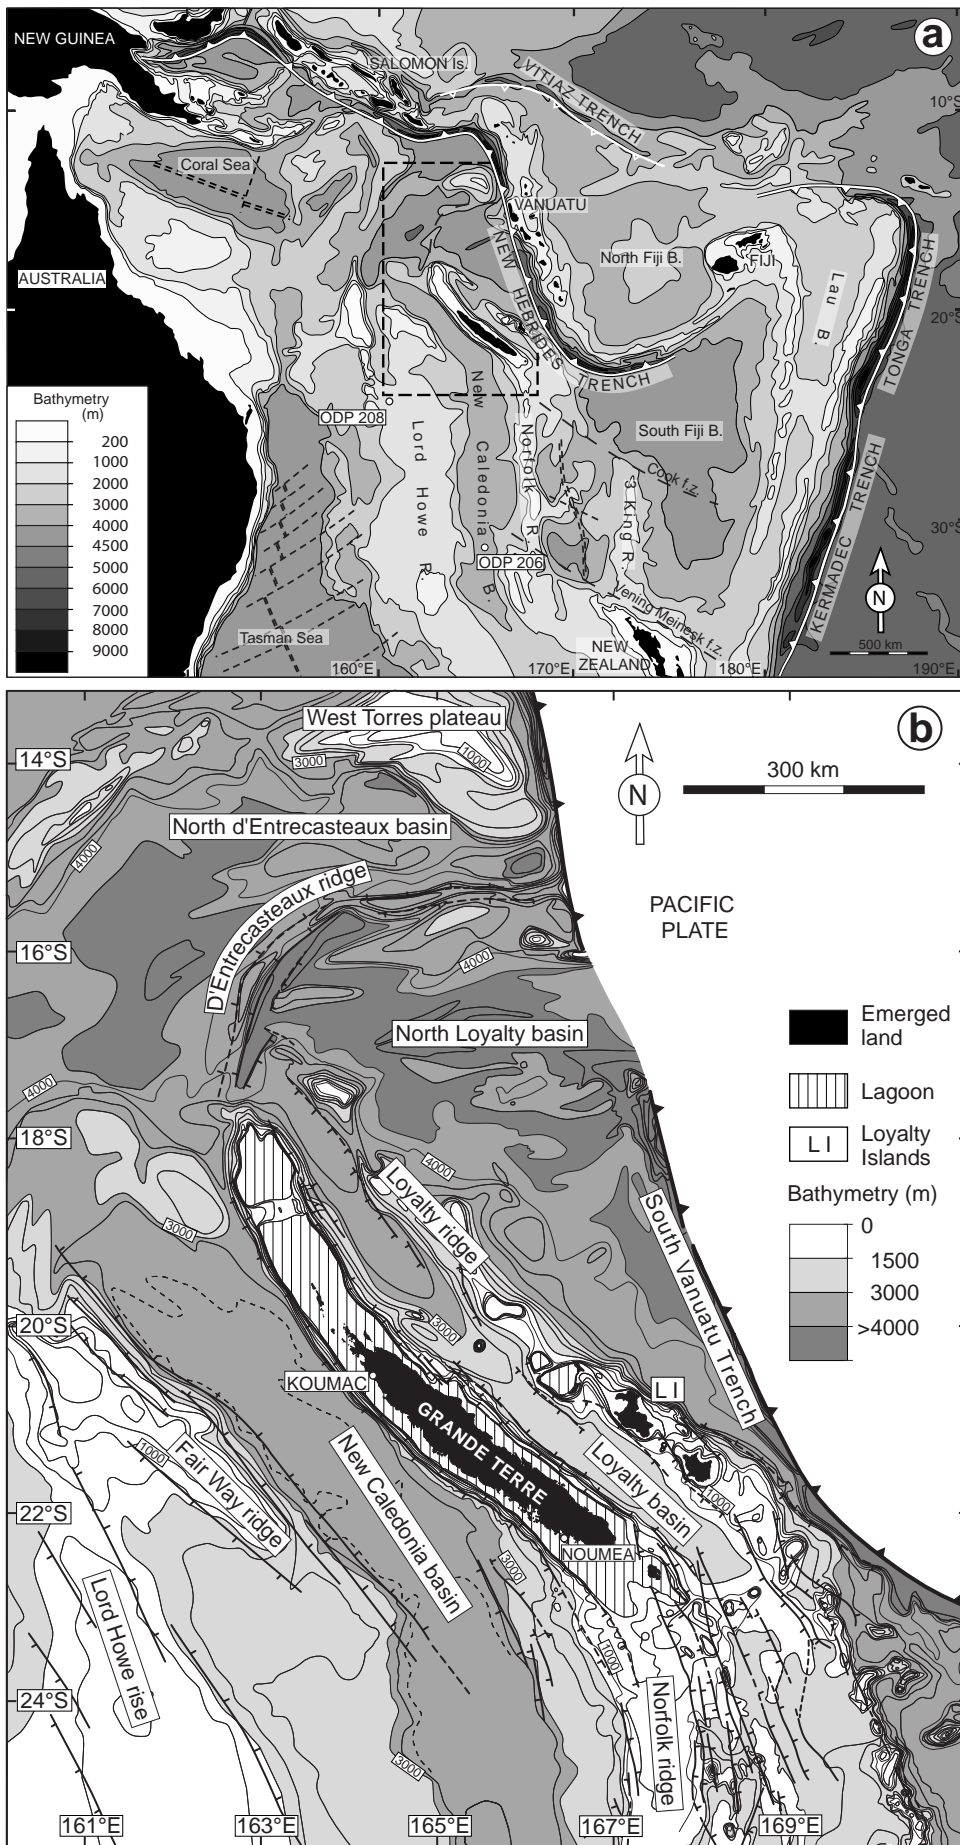 a
NEW GUINEA
SALOMON Is.
VITIAZ TRENCH
10°S
Coral Sea
VANUATU
NEW HEBRIDES TRENCH
North Fiji B.
FIJI
AUSTRALIA
Lau B.
TONGA TRENCH
20°S
Bathymetry
(m)
200
1000
2000
3000
4000
4500
5000
6000
7000
8000
9000
ODP 208
Lord Howe R.
New Caledonia B.
Norfolk R.
South Fiji B.
Cook f.z.
3 King R.
30°S
ODP 206
KERMADEC TRENCH
Vening Meinesk f.z.
N
Tasman Sea
NEW
ZEALAND
500 km
160°E
170°E
180°E
190°E
b
West Torres plateau
1000
14°S
3000
N
300 km
North d'Entrecasteaux basin
4000
D'Entrecasteaux ridge
PACIFIC
PLATE
16°S
4000
North Loyalty basin
Emerged
land
4000
Lagoon
18°S
4000
LI
Loyalty
Islands
Loyalty ridge
Bathymetry (m)
0
1500
3000
>4000
3000
South Vanuatu Trench
20°S
3000
KOUMAC
LI
GRANDE TERRE
1000
Fair Way ridge
New Caledonia basin
Loyalty basin
1000
22°S
NOUMEA
3000
Lord Howe rise
1000
24°S
Norfolk ridge
3000
161°E
163°E
165°E
167°E
169°E